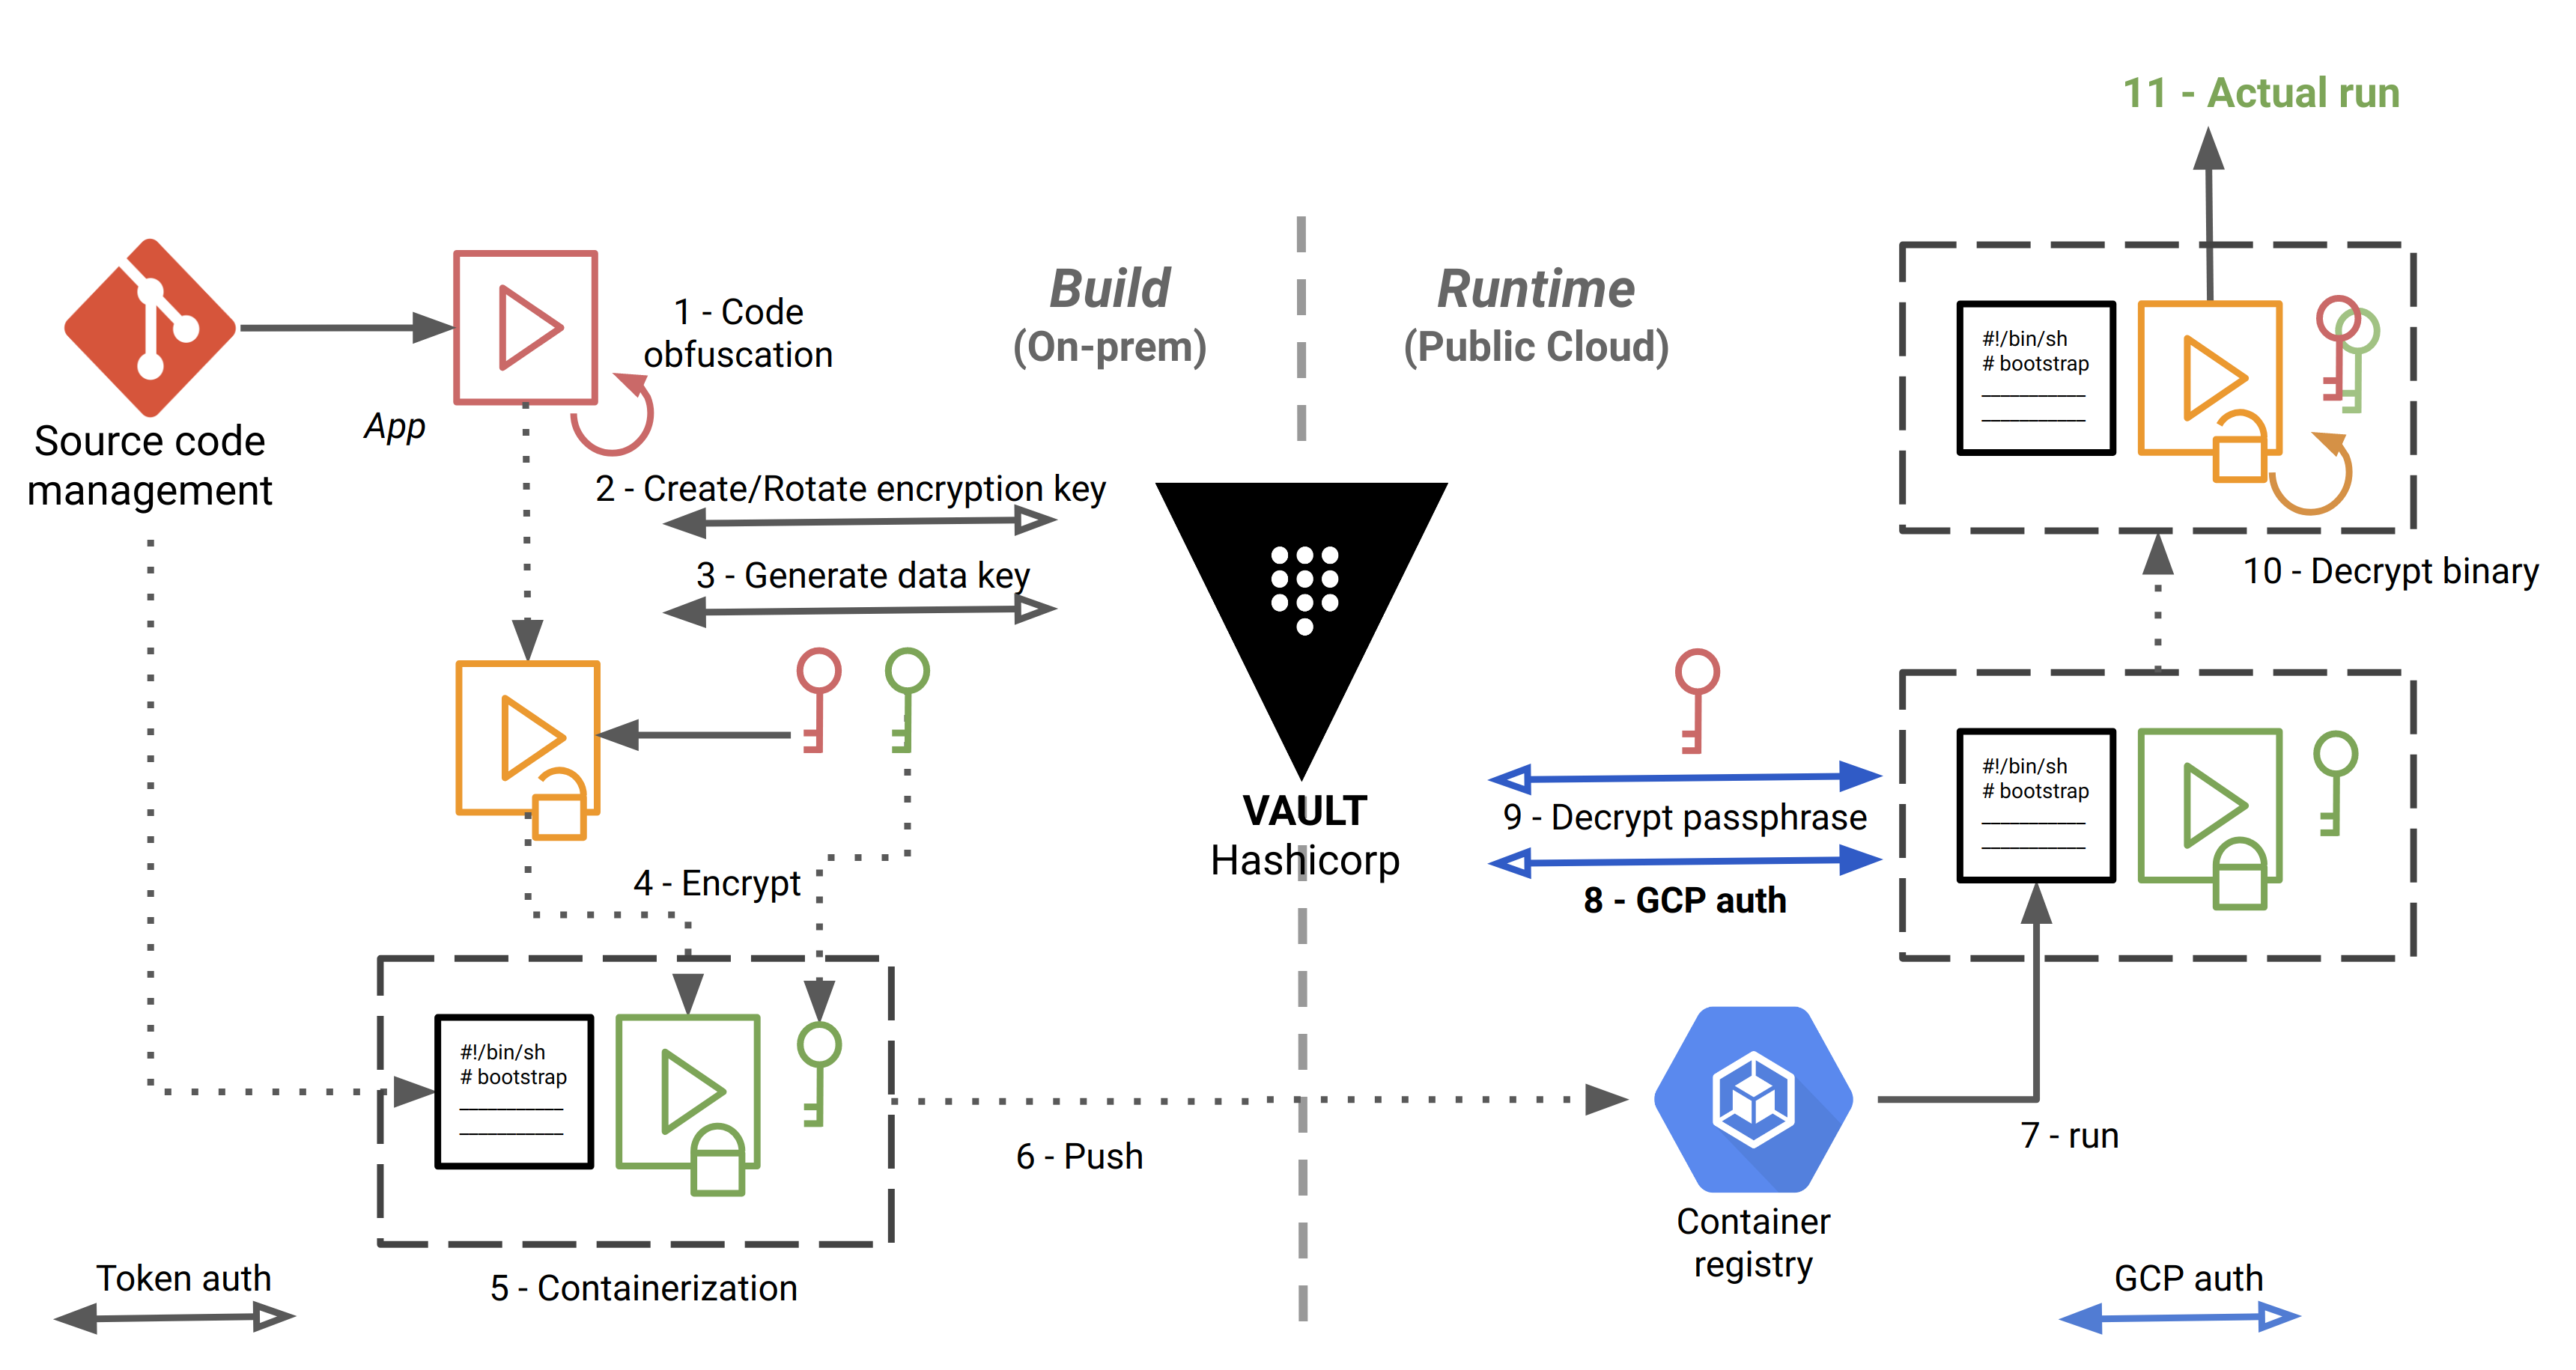 11 - Actual run
Build
(On-prem)
Runtime
(Public Cloud)
1 - Code
obfuscation
App
Source code
management
2 - Create/Rotate encryption key
3 - Generate data key
#!/bin/sh
# bootstrap
10 - Decrypt binary
VAULT
Hashicorp
9 - Decrypt passphrase
8 - GCP auth
#!/bin/sh
# bootstrap
4 - Encrypt
#!/bin/sh
# bootstrap
6 - Push
7 - run
Container
registry
5 - Containerization
Token auth
GCP auth